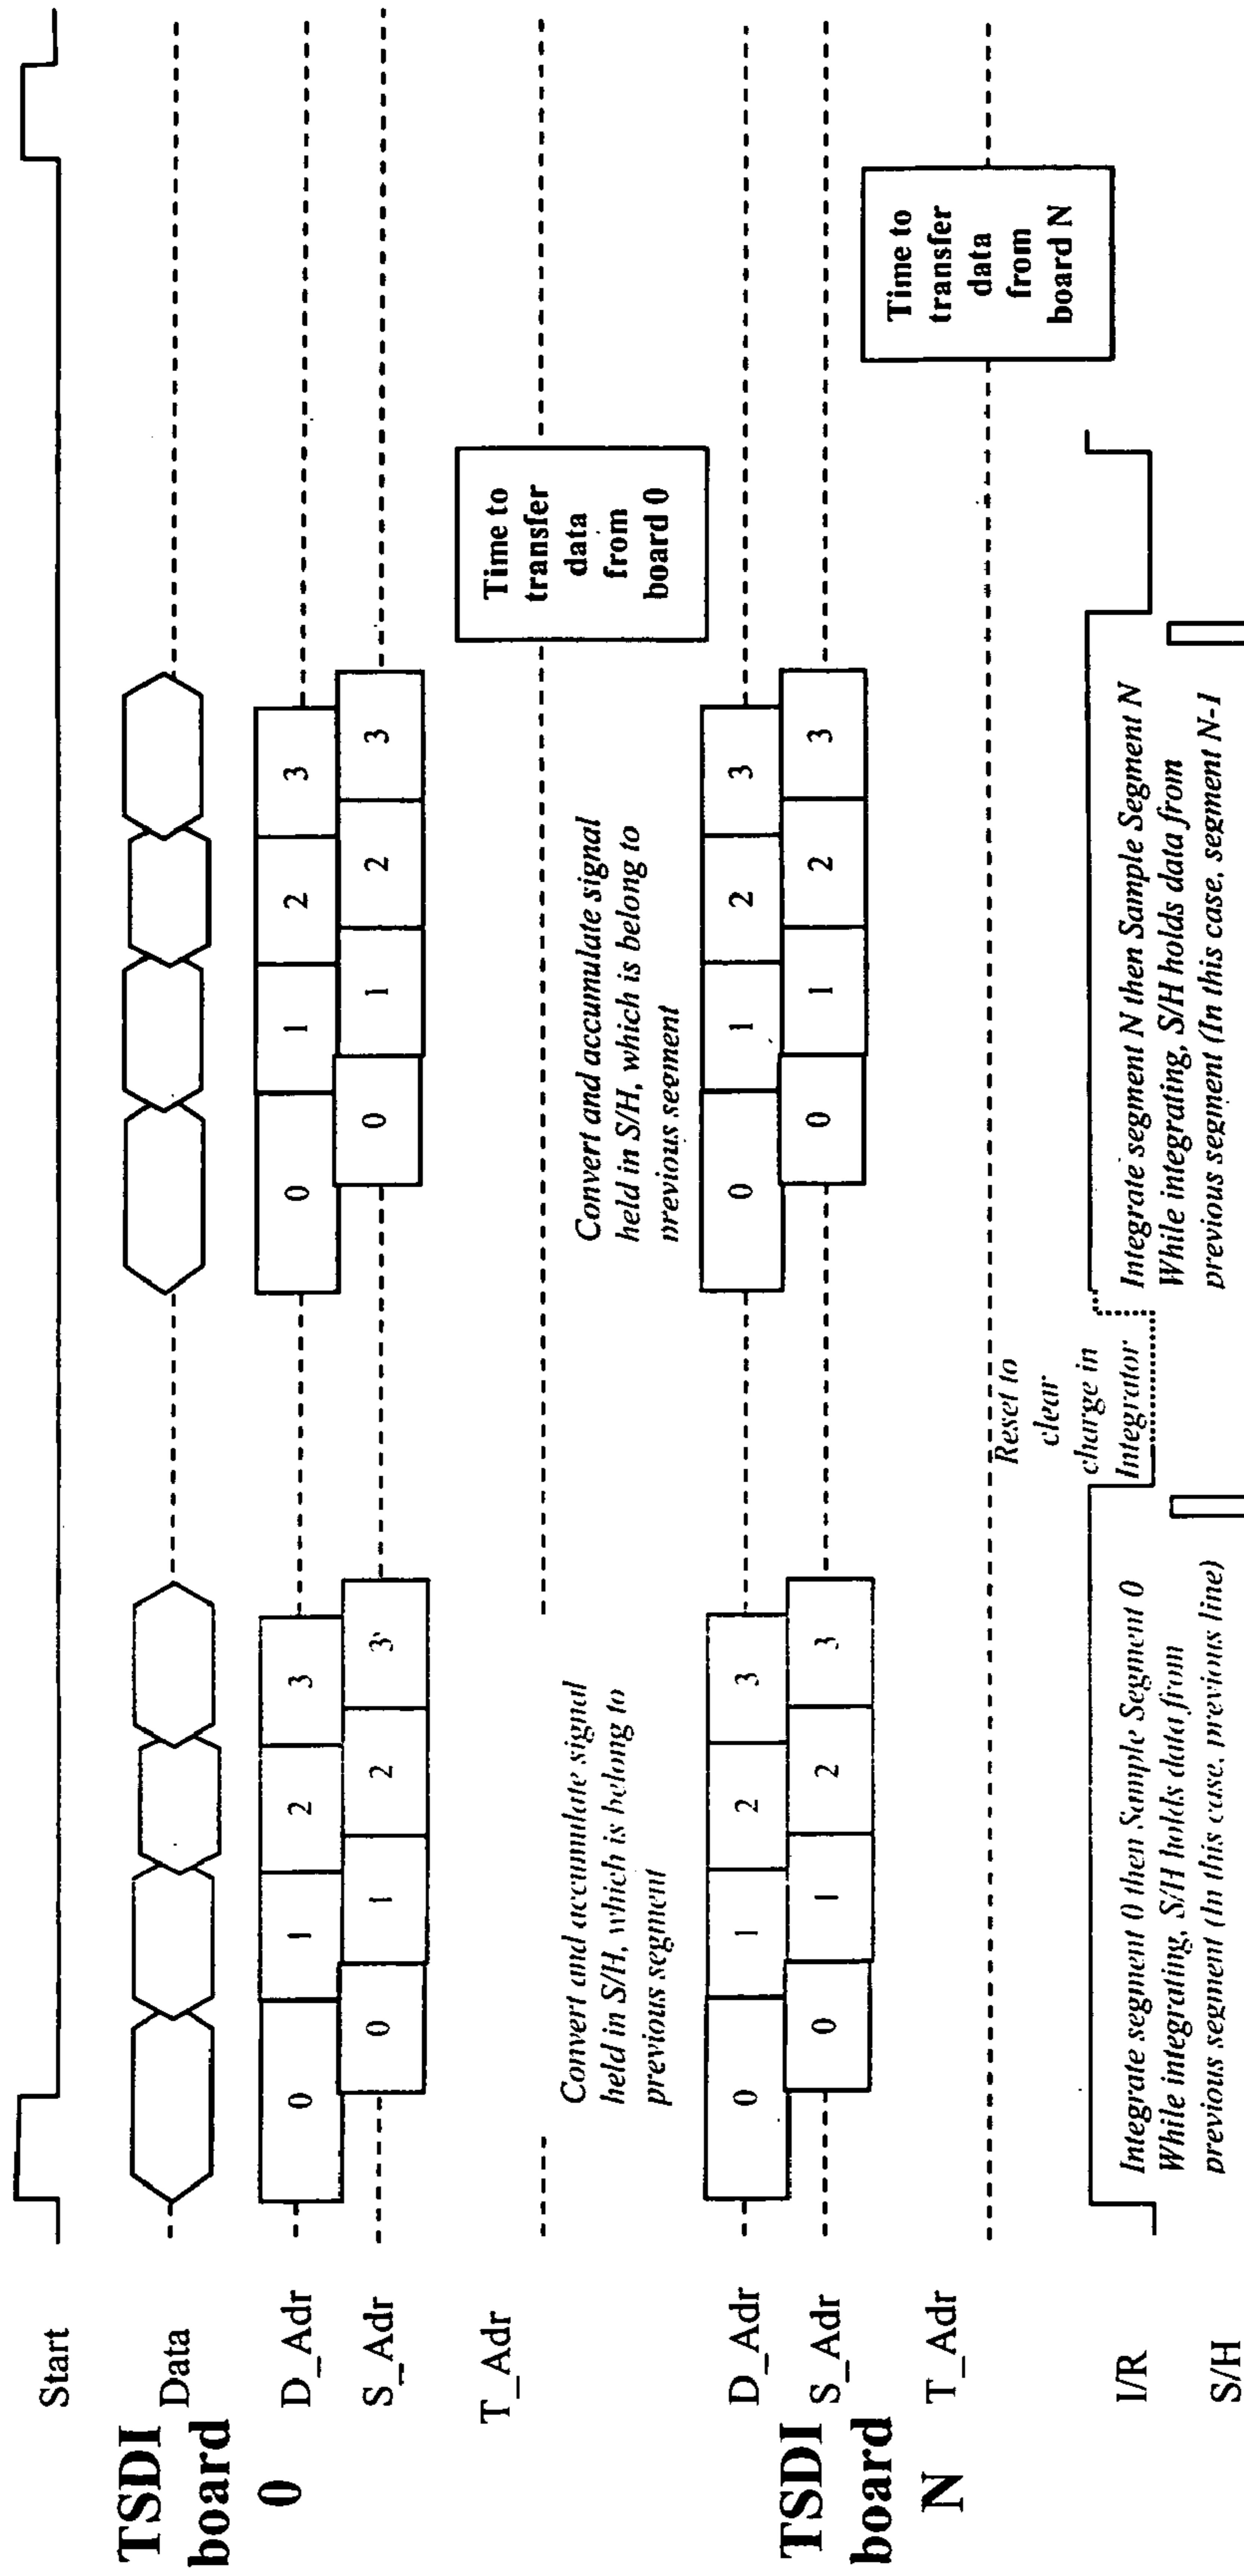 Start
Data
TSDI
board
0
D_Adr
0 1 2 3 0 1 2 3
S_Adr
0 1 2 3 0 1 2 3
T_Adr
Time to
transfer
data
from
board 0
Convert and accumulate signal
held in S/H, which is belong to
previous segment
Convert and accumulate signal
held in S/H, which is belong to
previous seement
TSDI
board
N
D_Adr
0 1 2 3 0 1 2 3
S_Adr
0 1 2 3 0 1 2 3
T_Adr
Time to
transfer
data
from
board N
Reset to
clear
charge in
Integrator
I/R
Integrate segment 0 then Sample Segment 0
While integrating, S/H holds data from
previous segment (In this case, previous line)
Integrate segment N then Sample Segment N
While integrating, S/H holds data from
previous segment (In this case, segment N-1
S/H